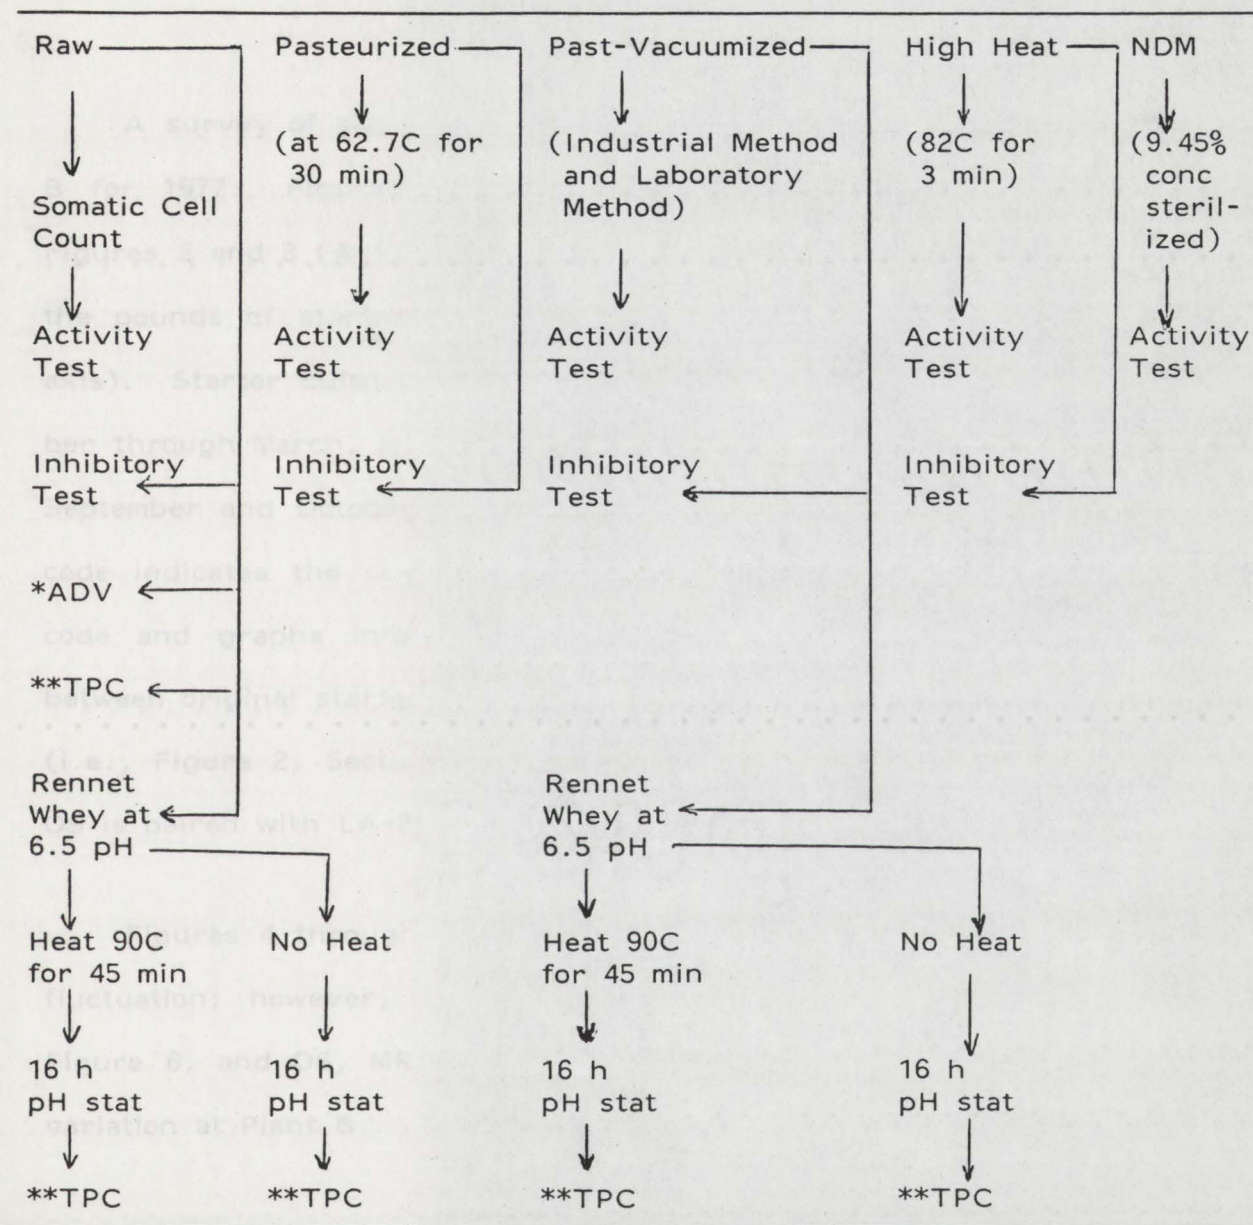 Raw Pasteurized Past-Vacuumized High Heat NDM
(at 62.7C for (Industrial Method (82C for (9.45%
30 min) and Laboratory 3 min) conc
Somatic Cell Method) steril-
Count ized)
Activity Activity Activity Activity Activity
Test Test Test Test Test
Inhibitory Inhibitory Inhibitory Inhibitory
Test Test Test Test
*ADV
**TPC
Rennet Rennet
Whey at Whey at
6.5 pH 6.5 pH
Heat 90C No Heat Heat 90C No Heat
for 45 min for 45 min
16 h 16 h 16 h 16 h
pH stat pH stat pH stat pH stat
**TPC **TPC **TPC **TPC